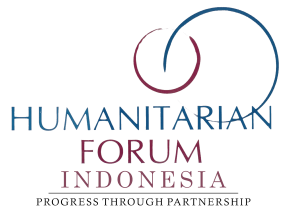 HUMANITARIAN
FORUM
INDONESIA
PROGRESS THROUGH PARTNERSHIP